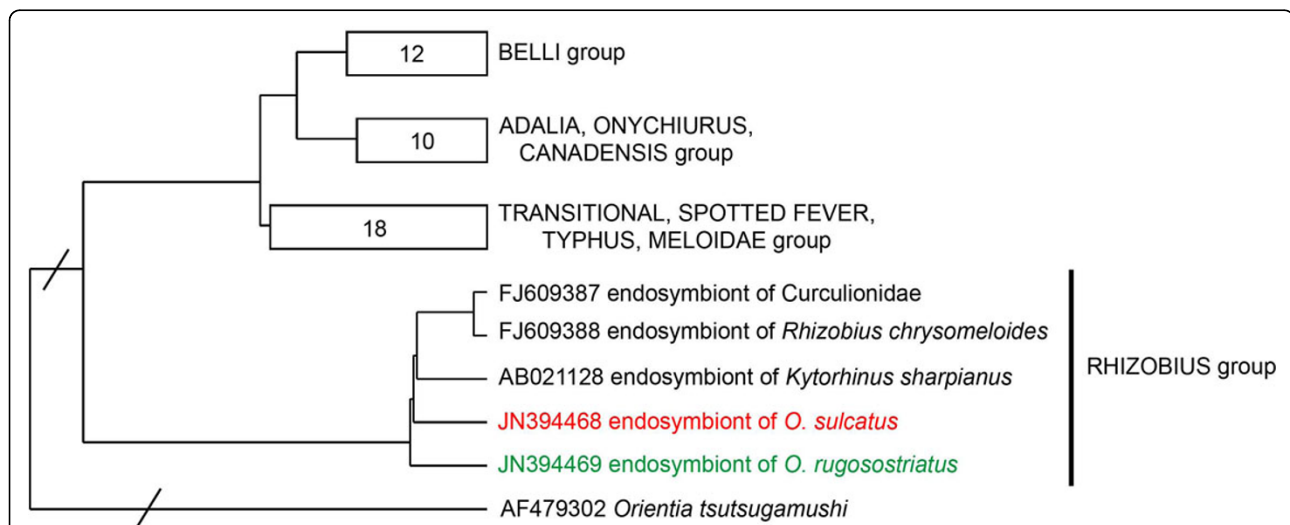 12
BELLI group
10
ADALIA, ONYCHIURUS,
CANADENSIS group
18
TRANSITIONAL, SPOTTED FEVER,
TYPHUS, MELOIDAE group
FJ609387 endosymbiont of Curculionidae
FJ609388 endosymbiont of Rhizobius chrysomeloides
AB021128 endosymbiont of Kytorhinus sharpianus
JN394468 endosymbiont of O. sulcatus
JN394469 endosymbiont of O. rugosostriatus
RHIZOBIUS group
AF479302 Orientia tsutsugamushi